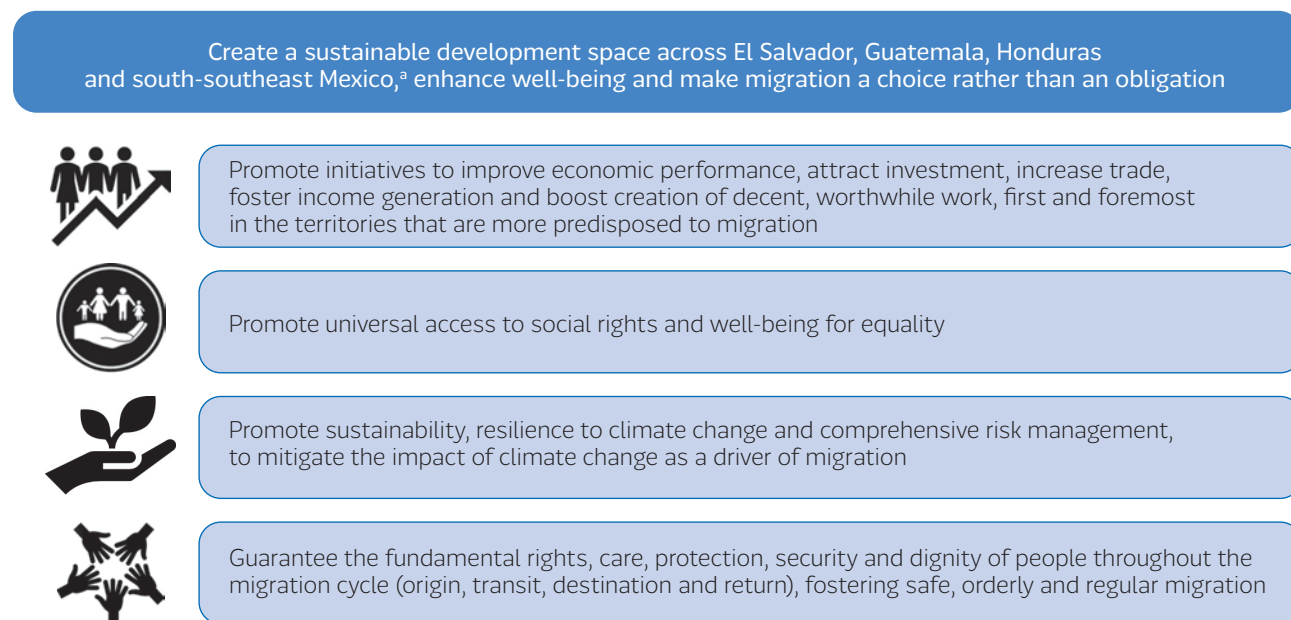 Create a sustainable development space across El Salvador, Guatemala, Honduras
and south-southeast Mexico,ᵃ enhance well-being and make migration a choice rather than an obligation
Promote initiatives to improve economic performance, attract investment, increase trade,
foster income generation and boost creation of decent, worthwhile work, first and foremost
in the territories that are more predisposed to migration
Promote universal access to social rights and well-being for equality
Promote sustainability, resilience to climate change and comprehensive risk management,
to mitigate the impact of climate change as a driver of migration
Guarantee the fundamental rights, care, protection, security and dignity of people throughout the
migration cycle (origin, transit, destination and return), fostering safe, orderly and regular migration